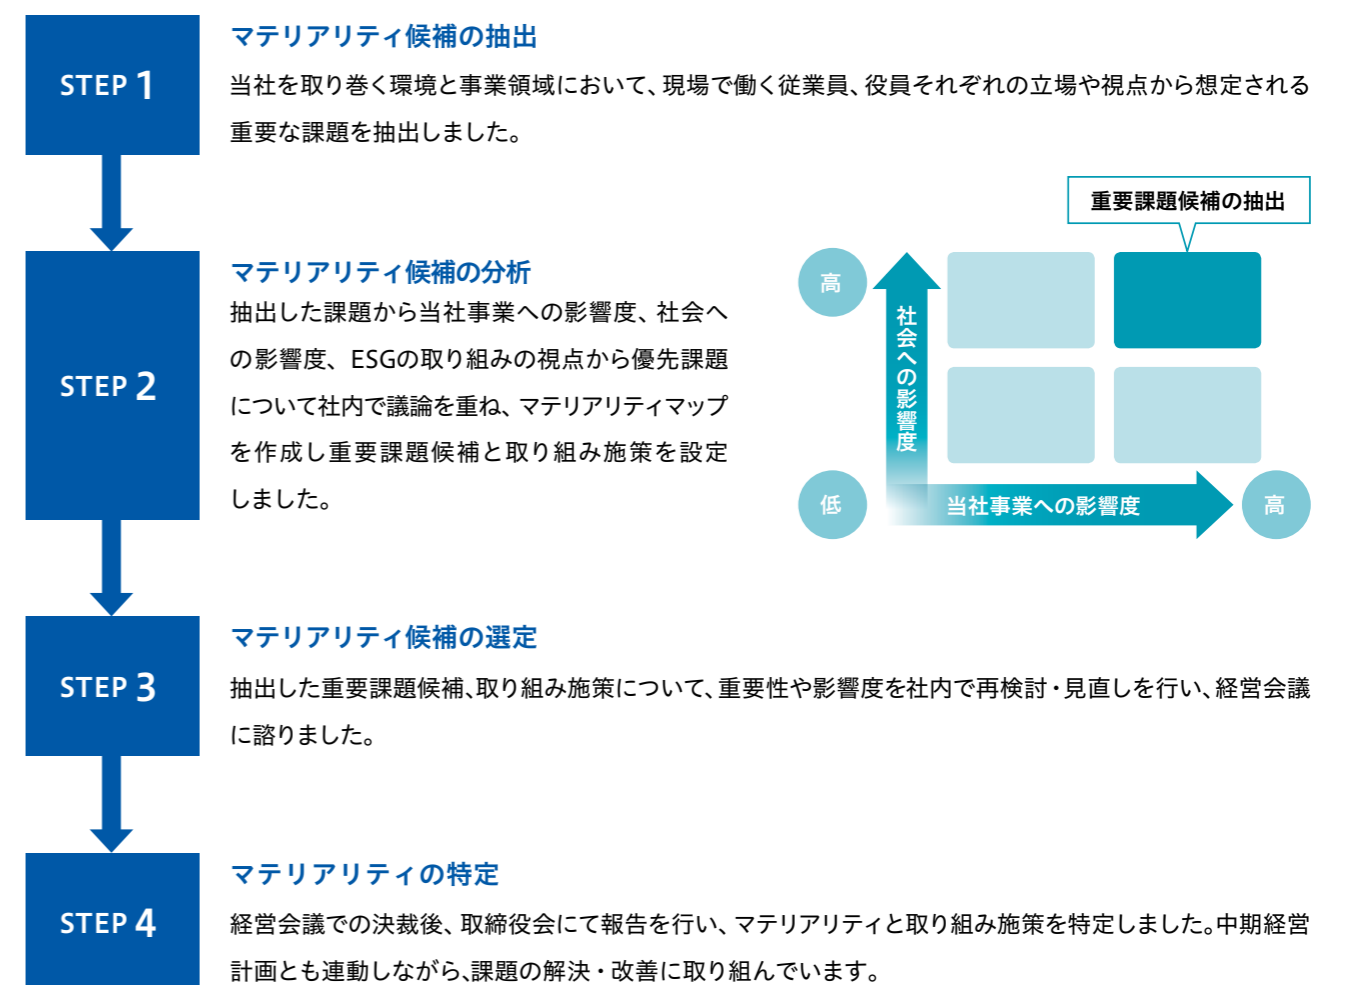 STEP 1
マテリアリティ候補の抽出
当社を取り巻く環境と事業領域において、現場で働く従業員、役員それぞれの立場や視点から想定される
重要な課題を抽出しました。
STEP 2
マテリアリティ候補の分析
抽出した課題から当社事業への影響度、社会へ
の影響度、ESGの取り組みの視点から優先課題
について社内で議論を重ね、マテリアリティマップ
を作成し重要課題候補と取り組み施策を設定
しました。
重要課題候補の抽出
高
社会への影響度
低
当社事業への影響度
高
STEP 3
マテリアリティ候補の選定
抽出した重要課題候補、取り組み施策について、重要性や影響度を社内で再検討・見直しを行い、経営会議
に諮りました。
STEP 4
マテリアリティの特定
経営会議での決裁後、取締役会にて報告を行い、マテリアリティと取り組み施策を特定しました。中期経営
計画とも連動しながら、課題の解決・改善に取り組んでいます。